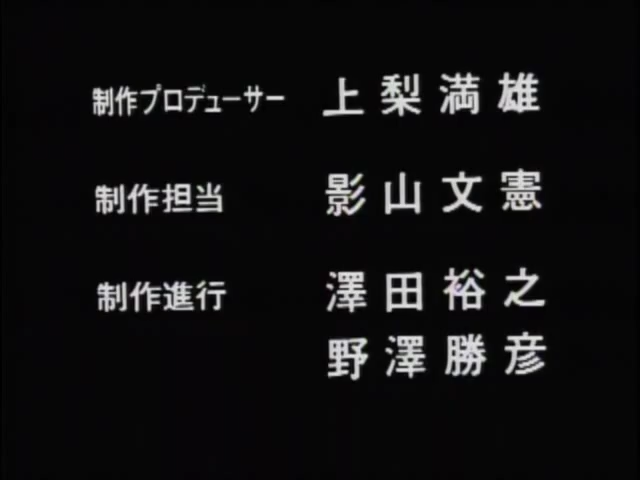 制作プロデューサー 上梨満雄
制作担当 影山文憲
制作進行 澤田裕之
野澤勝彦